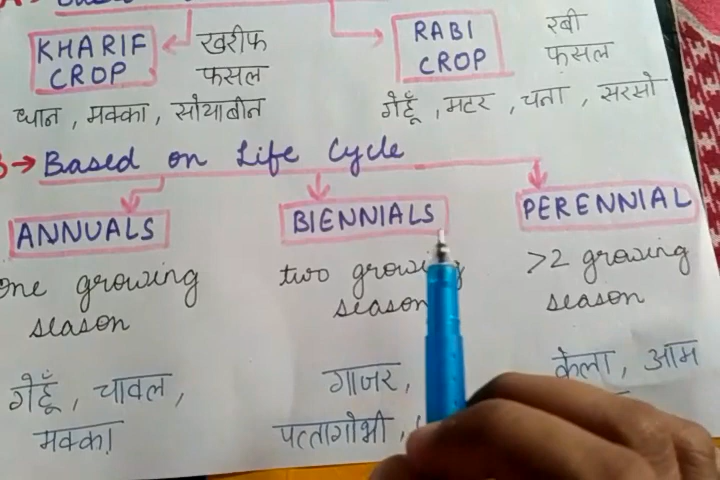 KHARIF CROP
खरीफ
फसल
RABI CROP
रबी
फसल
धान , मक्का , सोयाबीन
गेहूँ , मटर , चना , सरसो
B→ Based on Life Cycle
ANNUALS
BIENNIALS
PERENNIAL
One growing
season
two growing
season
>2 growing
season
गेहूँ , चावल ,
मक्का
गाजर ,
पत्तागोभी ,
केला , आम